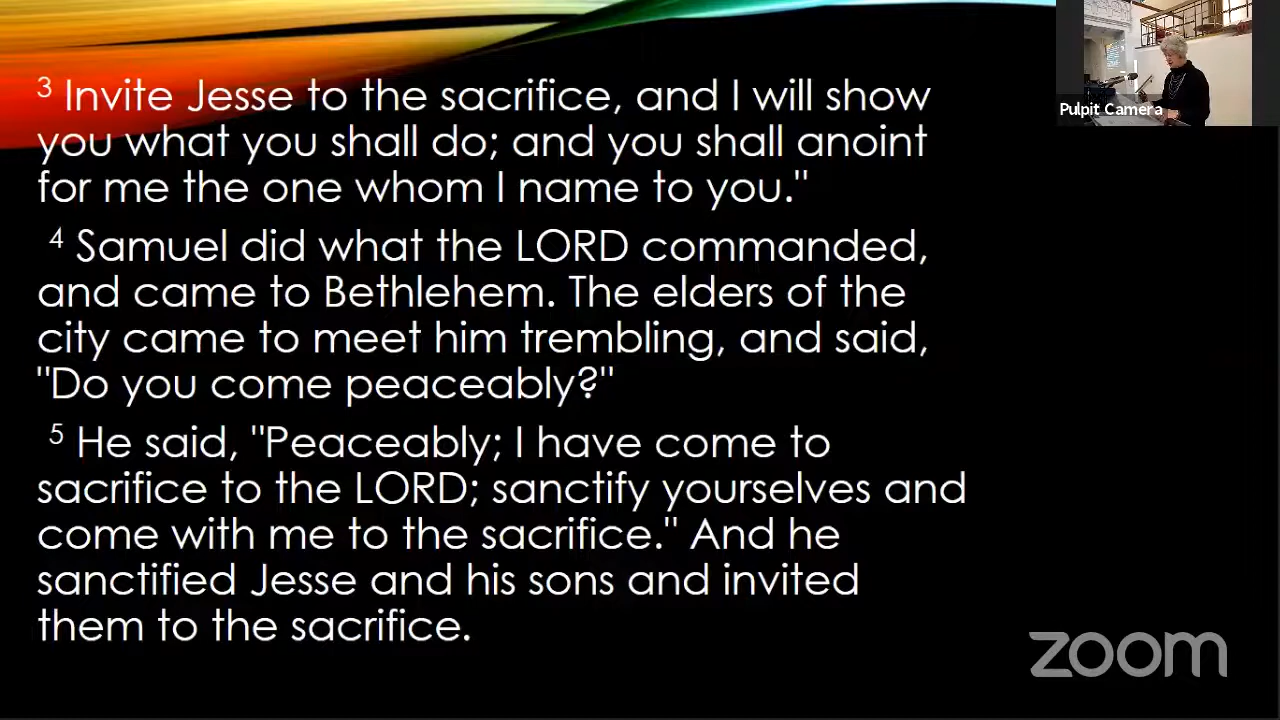 3 Invite Jesse to the sacrifice, and I will show
you what you shall do; and you shall anoint
for me the one whom I name to you."
4 Samuel did what the LORD commanded,
and came to Bethlehem. The elders of the
city came to meet him trembling, and said,
"Do you come peaceably?"
5 He said, "Peaceably; I have come to
sacrifice to the LORD; sanctify yourselves and
come with me to the sacrifice." And he
sanctified Jesse and his sons and invited
them to the sacrifice.
Pulpit Camera
zoom